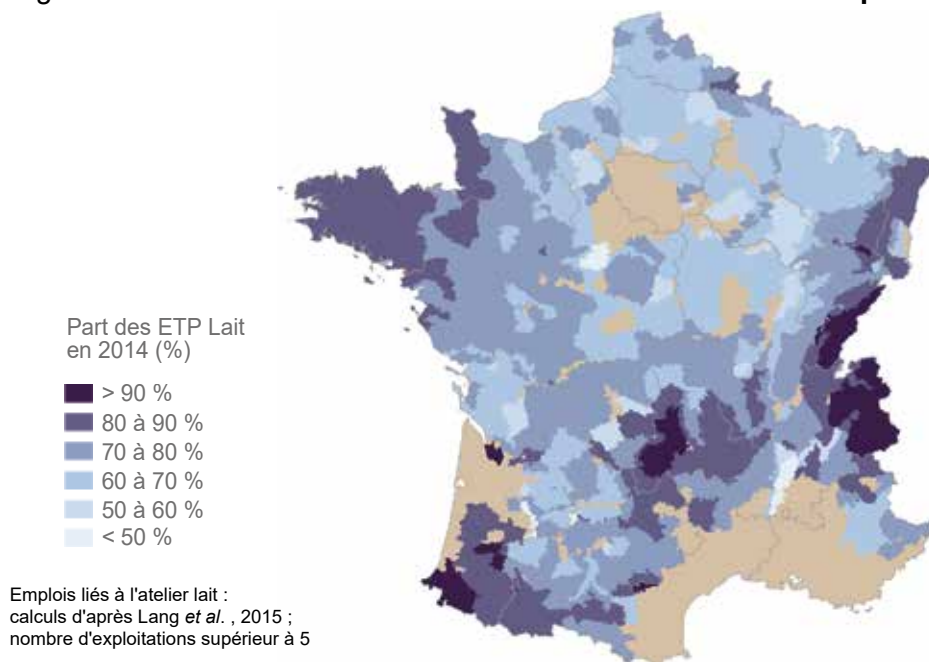 Part des ETP Lait
en 2014 (%)
> 90 %
80 à 90 %
70 à 80 %
60 à 70 %
50 à 60 %
< 50 %
Emplois liés à l'atelier lait :
calculs d'après Lang et al. , 2015 ;
nombre d'exploitations supérieur à 5